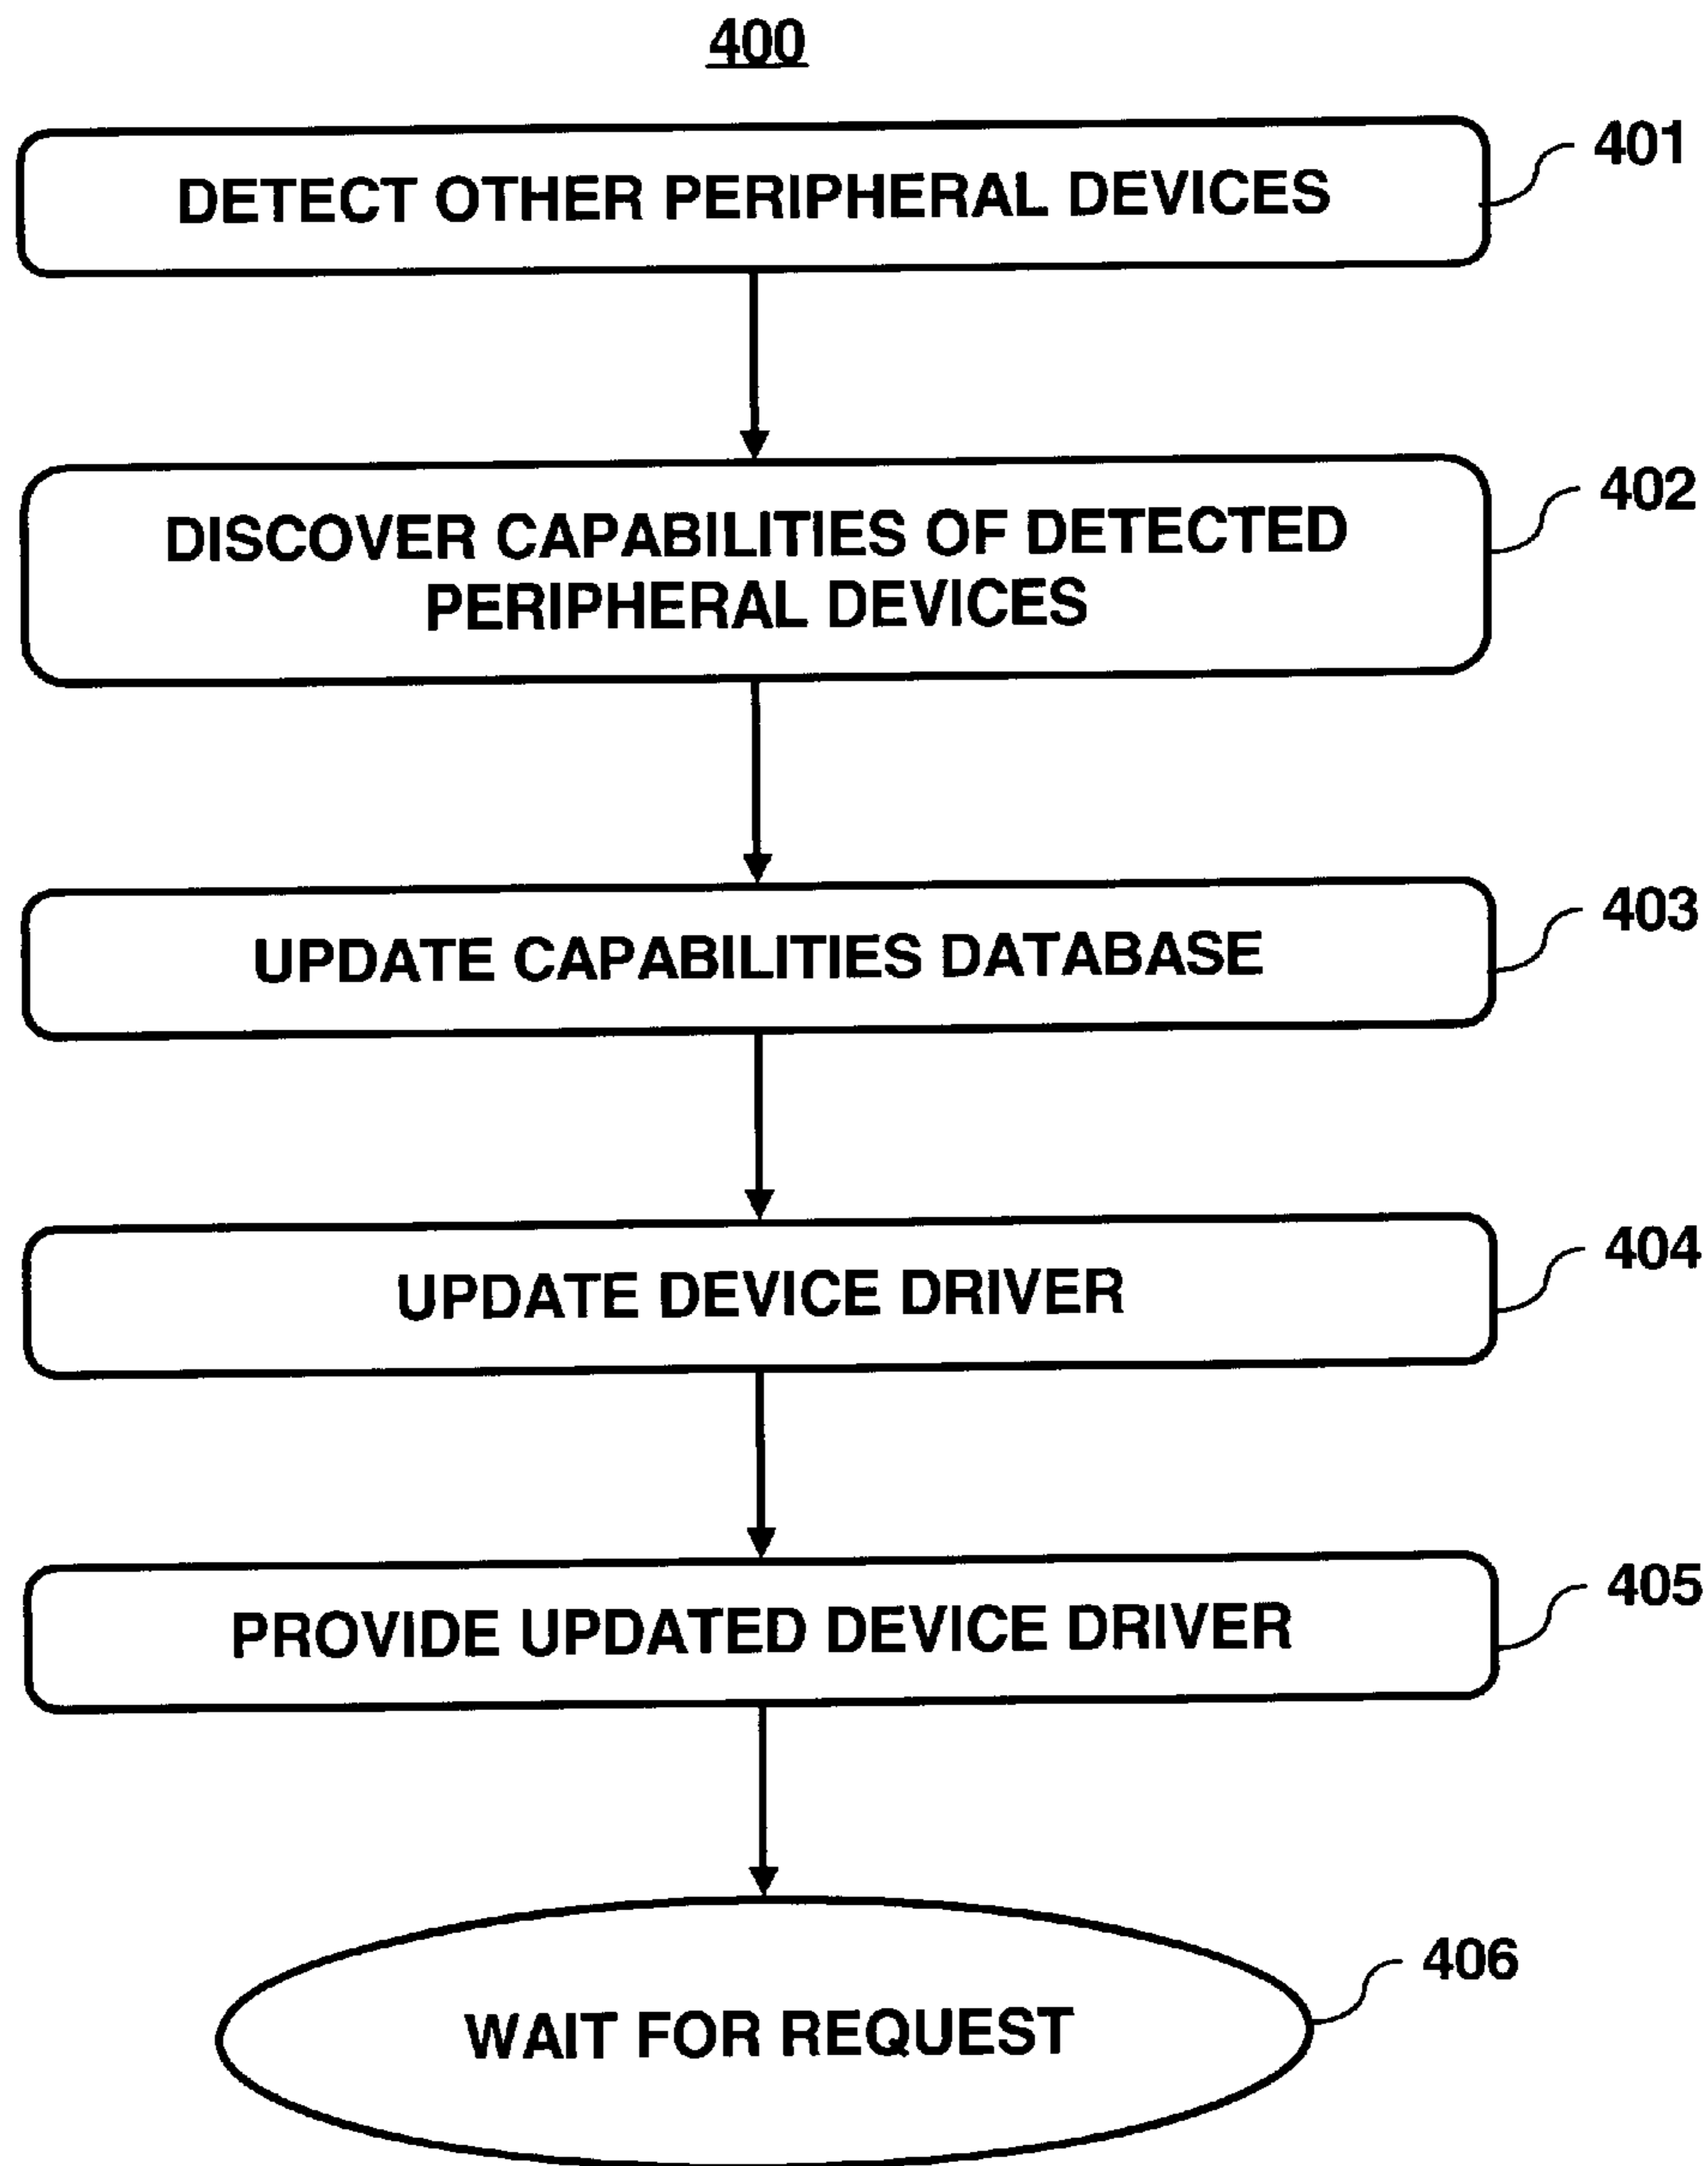 400
DETECT OTHER PERIPHERAL DEVICES
401
DISCOVER CAPABILITIES OF DETECTED
PERIPHERAL DEVICES
402
UPDATE CAPABILITIES DATABASE
403
UPDATE DEVICE DRIVER
404
PROVIDE UPDATED DEVICE DRIVER
405
WAIT FOR REQUEST
406